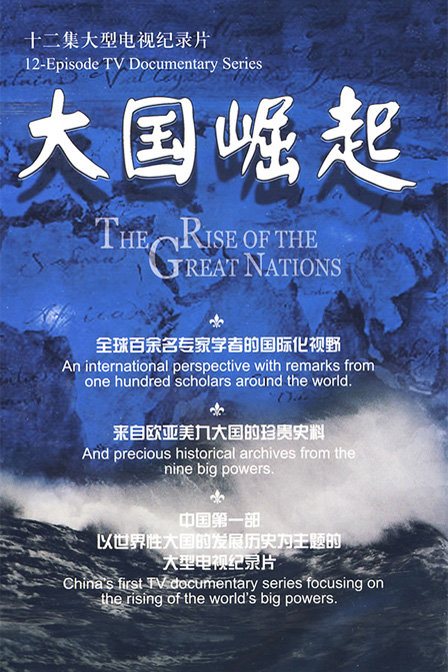 十二集大型电视纪录片
12-Episode TV Documentary Series
大国崛起
THE RISE OF THE
GREAT NATIONS
全球百余名专家学者的国际化视野
An international perspective with remarks from
one hundred scholars around the world.
来自欧亚美九大国的珍贵史料
And precious historical archives from the
nine big powers.
中国第一部
以世界性大国的发展历史为主题的
大型电视纪录片
China's first TV documentary series focusing on
the rising of the world's big powers.